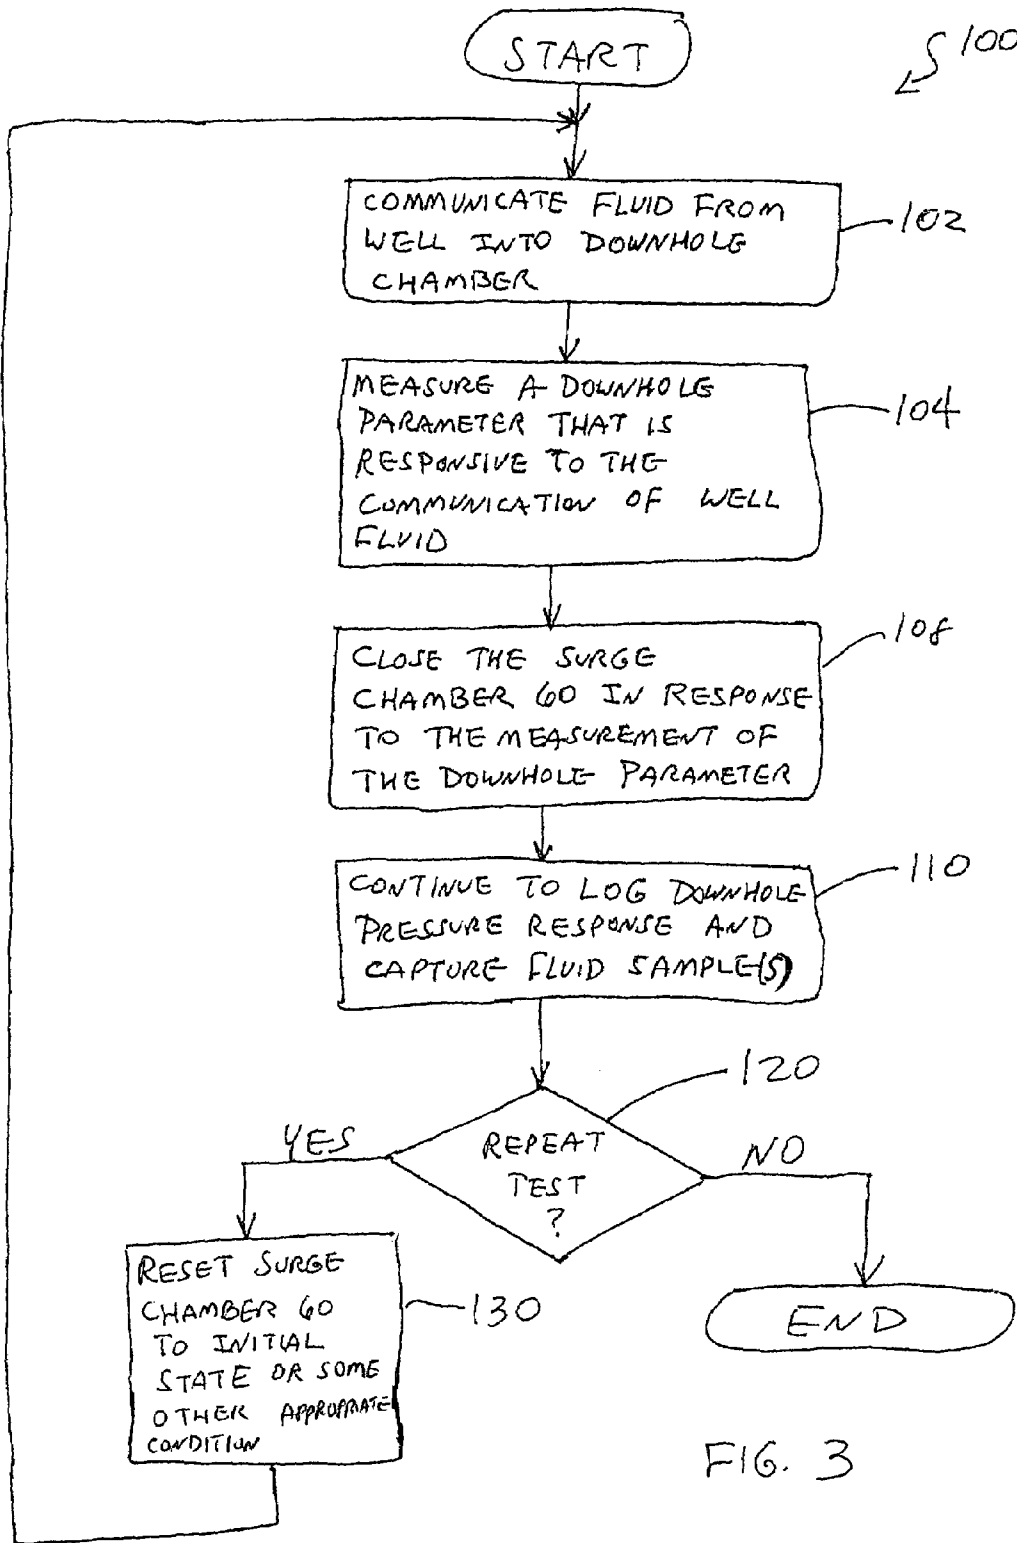 START
100
COMMUNICATE FLUID FROM
WELL INTO DOWNHOLE
CHAMBER
102
MEASURE A DOWNHOLE
PARAMETER THAT IS
RESPONSIVE TO THE
COMMUNICATION OF WELL
FLUID
104
CLOSE THE SURGE
CHAMBER 60 IN RESPONSE
TO THE MEASUREMENT OF
THE DOWNHOLE PARAMETER
108
CONTINUE TO LOG DOWNHOLE
PRESSURE RESPONSE AND
CAPTURE FLUID SAMPLE(S)
110
REPEAT
TEST
?
120
YES
NO
RESET SURGE
CHAMBER 60
TO INITIAL
STATE OR SOME
OTHER APPROPRIATE
CONDITION
130
END
FIG. 3